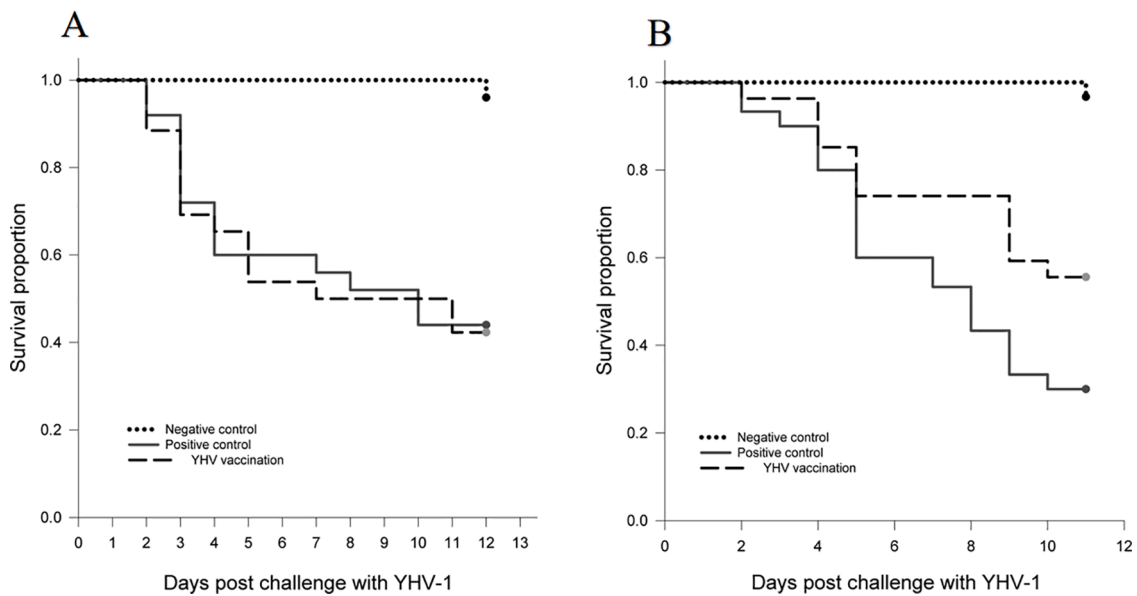 A
Survival proportion
1.0
0.8
0.6
0.4
0.2
0.0
Negative control
Positive control
YHV vaccination
0 1 2 3 4 5 6 7 8 9 10 11 12 13
Days post challenge with YHV-1
B
Survival proportion
1.0
0.8
0.6
0.4
0.2
0.0
Negative control
Positive control
YHV vaccination
0 2 4 6 8 10 12
Days post challenge with YHV-1